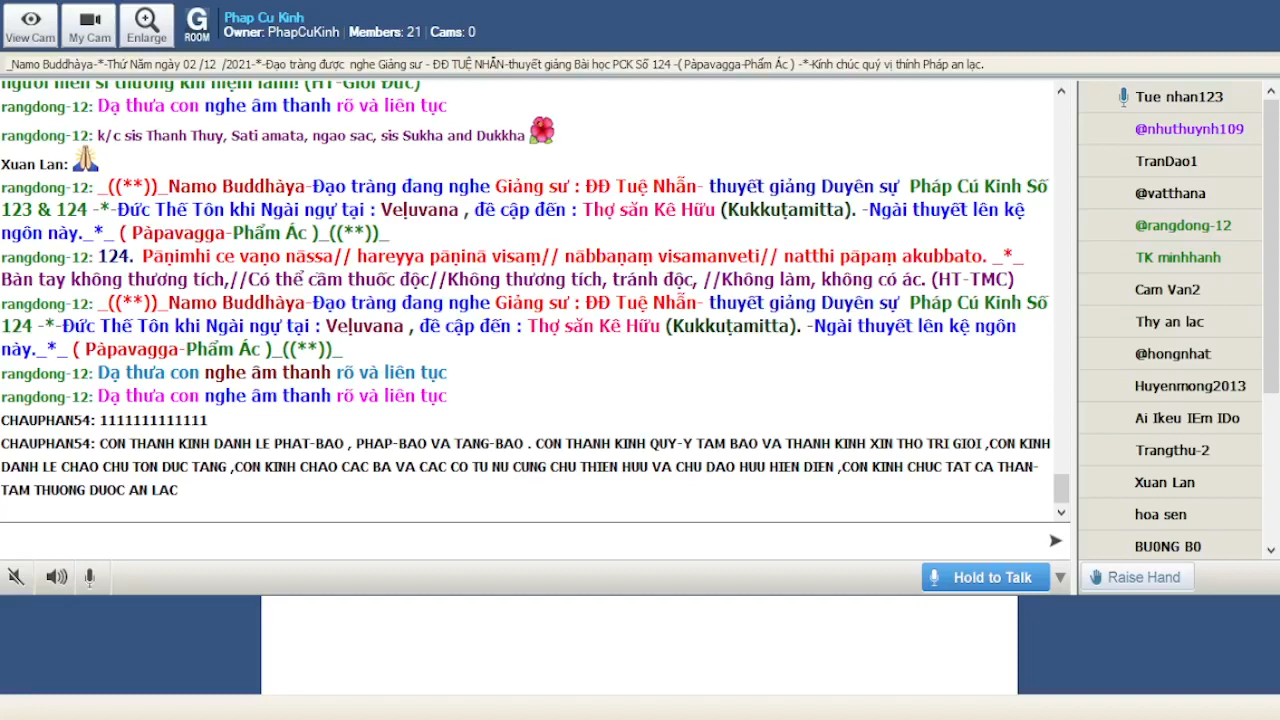 View Cam
My Cam
Enlarge
G
ROOM
Phap Cu Kinh
Owner: PhapCuKinh | Members: 21 | Cams: 0
_Namo Buddhàya-*-Thứ Năm ngày 02 /12  /2021-*-Đạo tràng được  nghe Giảng sư - ĐĐ TUỆ NHẪN-thuyết giảng Bài học PCK Số 124 -( Pàpavagga-Phẩm Ác ) -*-Kính chúc quý vị thính Pháp an lạc.
rangdong-12: Dạ thưa con nghe âm thanh rõ và liên tục
rangdong-12: k/c sis Thanh Thuy, Sati amata, ngao sac, sis Sukha and Dukkha
Xuan Lan:
rangdong-12: _((**))_Namo Buddhàya-Đạo tràng đang nghe Giảng sư : ĐĐ Tuệ Nhẫn- thuyết giảng Duyên sự  Pháp Cú Kinh Số
123 & 124 -*-Đức Thế Tôn khi Ngài ngự tại : Veḷuvana , đề cập đến : Thợ săn Kê Hữu (Kukkuṭamitta). -Ngài thuyết lên kệ
ngôn này._*_ ( Pàpavagga-Phẩm Ác )_((**))_
rangdong-12: 124.  Pāṇimhi ce vaṇo nāssa// hareyya pāṇinā visaṃ// nābbaṇaṃ visamanveti// natthi pāpaṃ akubbato. _*_
Bàn tay không thương tích,//Có thể cầm thuốc độc//Không thương tích, tránh độc, //Không làm, không có ác. (HT-TMC)
rangdong-12: _((**))_Namo Buddhàya-Đạo tràng đang nghe Giảng sư : ĐĐ Tuệ Nhẫn- thuyết giảng Duyên sự  Pháp Cú Kinh Số
124 -*-Đức Thế Tôn khi Ngài ngự tại : Veḷuvana , đề cập đến : Thợ săn Kê Hữu (Kukkuṭamitta). -Ngài thuyết lên kệ ngôn
này._*_ ( Pàpavagga-Phẩm Ác )_((**))_
rangdong-12: Dạ thưa con nghe âm thanh rõ và liên tục
rangdong-12: Dạ thưa con nghe âm thanh rõ và liên tục
CHAUPHAN54: 1111111111111
CHAUPHAN54: CON THANH KINH DANH LE PHAT-BAO , PHAP-BAO VA TANG-BAO . CON THANH KINH QUY-Y TAM BAO VA THANH KINH XIN THO TRI GIOI ,CON KINH
DANH LE CHAO CHU TON DUC TANG ,CON KINH CHAO CAC BA VA CAC CO TU NU CUNG CHU THIEN HUU VA CHU DAO HUU HIEN DIEN ,CON KINH CHUC TAT CA THAN-
TAM THUONG DUOC AN LAC
Hold to Talk
Tue nhan123
@nhuthuynh109
TranDao1
@vatthana
@rangdong-12
TK minhhanh
Cam Van2
Thy an lac
@hongnhat
Huyenmong2013
Ai Ikeu IEm IDo
Trangthu-2
Xuan Lan
hoa sen
BU0NG B0
Raise Hand